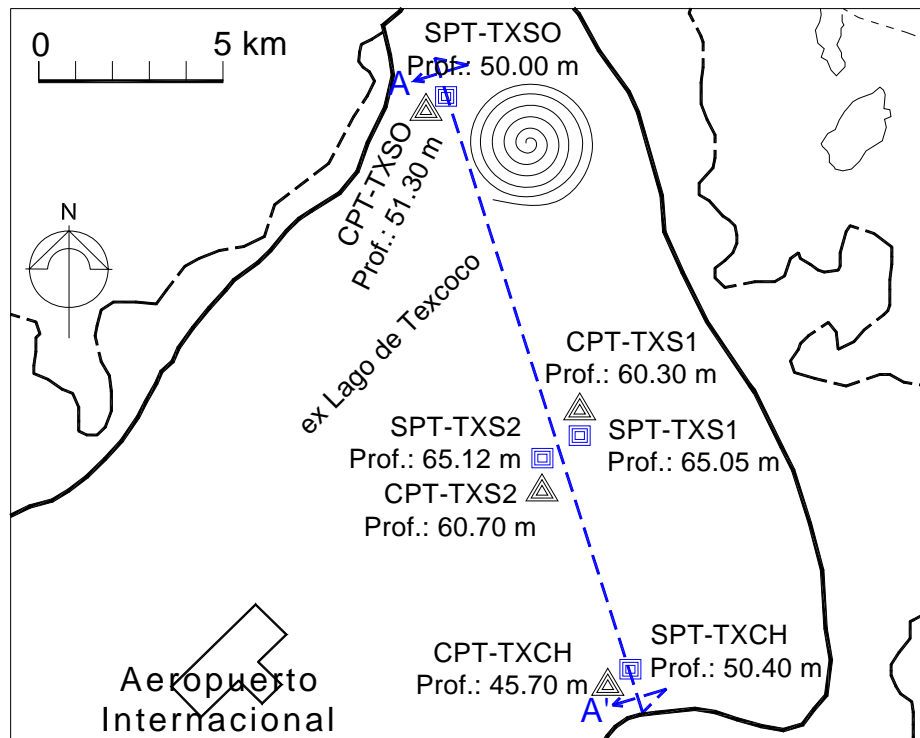 0 5 km
SPT-TXSO
Prof.: 50.00 m
A
CPT-TXSO
Prof.: 51.30 m
N
ex Lago de Texcoco
CPT-TXS1
Prof.: 60.30 m
SPT-TXS2
Prof.: 65.12 m
SPT-TXS1
Prof.: 65.05 m
CPT-TXS2
Prof.: 60.70 m
SPT-TXCH
Prof.: 50.40 m
CPT-TXCH
Prof.: 45.70 m
A'
Aeropuerto
Internacional